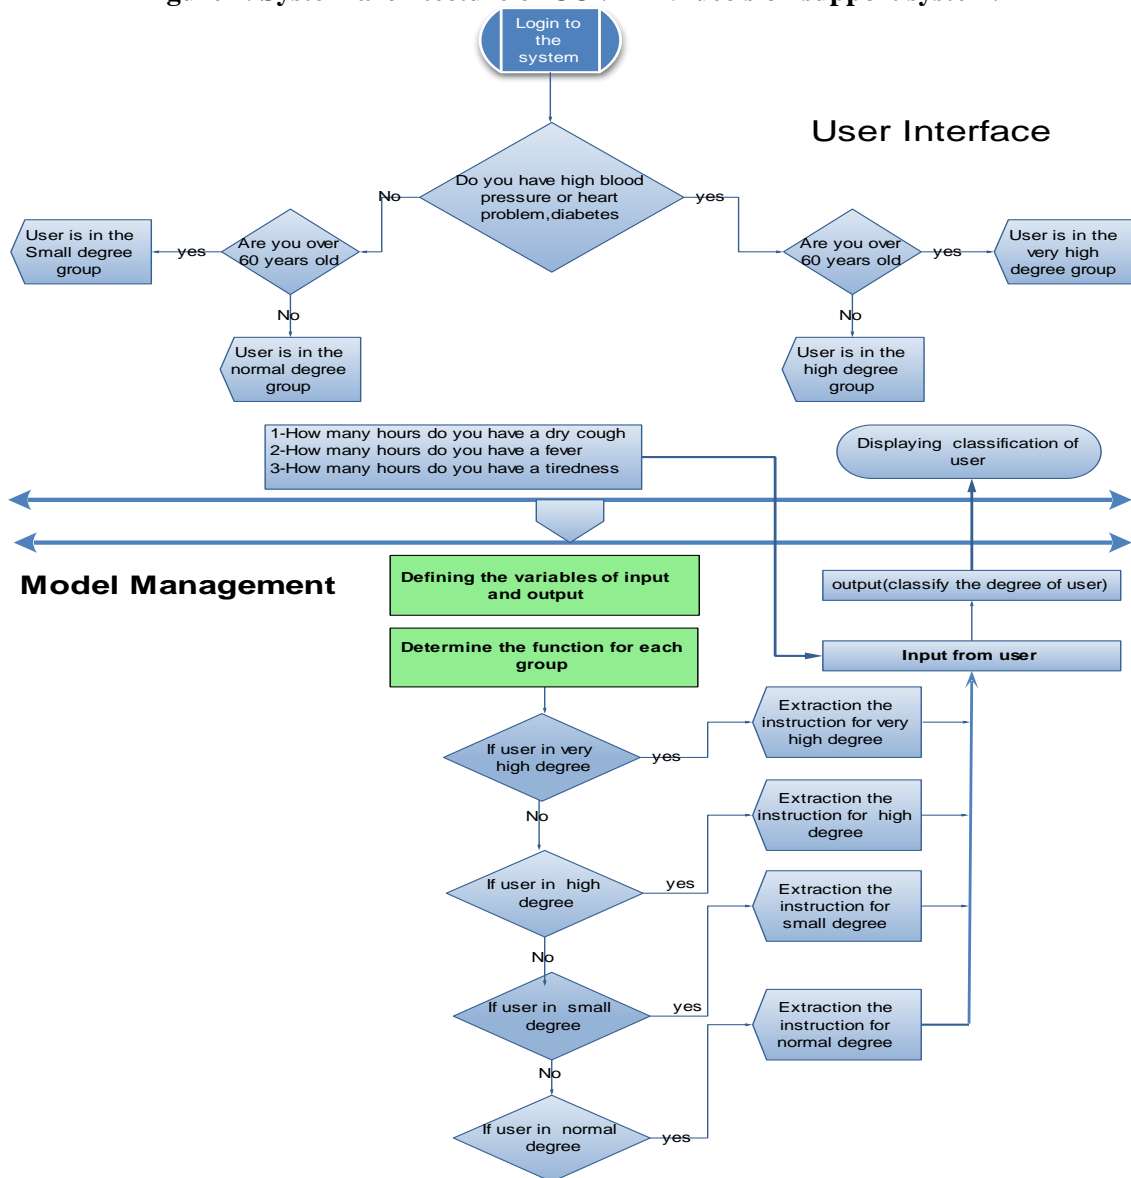 Login to
the
system
User Interface
Do you have high blood
pressure or heart
problem,diabetes
No
yes
User is in the
Small degree
group
yes
Are you over
60 years old
Are you over
60 years old
yes
User is in the
very high
degree group
No
No
User is in the
normal degree
group
User is in the
high degree
group
1-How many hours do you have a dry cough
2-How many hours do you have a fever
3-How many hours do you have a tiredness
Displaying classification of
user
Model Management
Defining the variables of input
and output
output(classify the degree of user)
Determine the function for each
group
Input from user
If user in very
high degree
yes
Extraction the
instruction for very
high degree
No
Extraction the
instruction for high
degree
If user in high
degree
yes
Extraction the
instruction for
small degree
No
If user in small
degree
yes
Extraction the
instruction for
normal degree
No
If user in normal
degree
yes